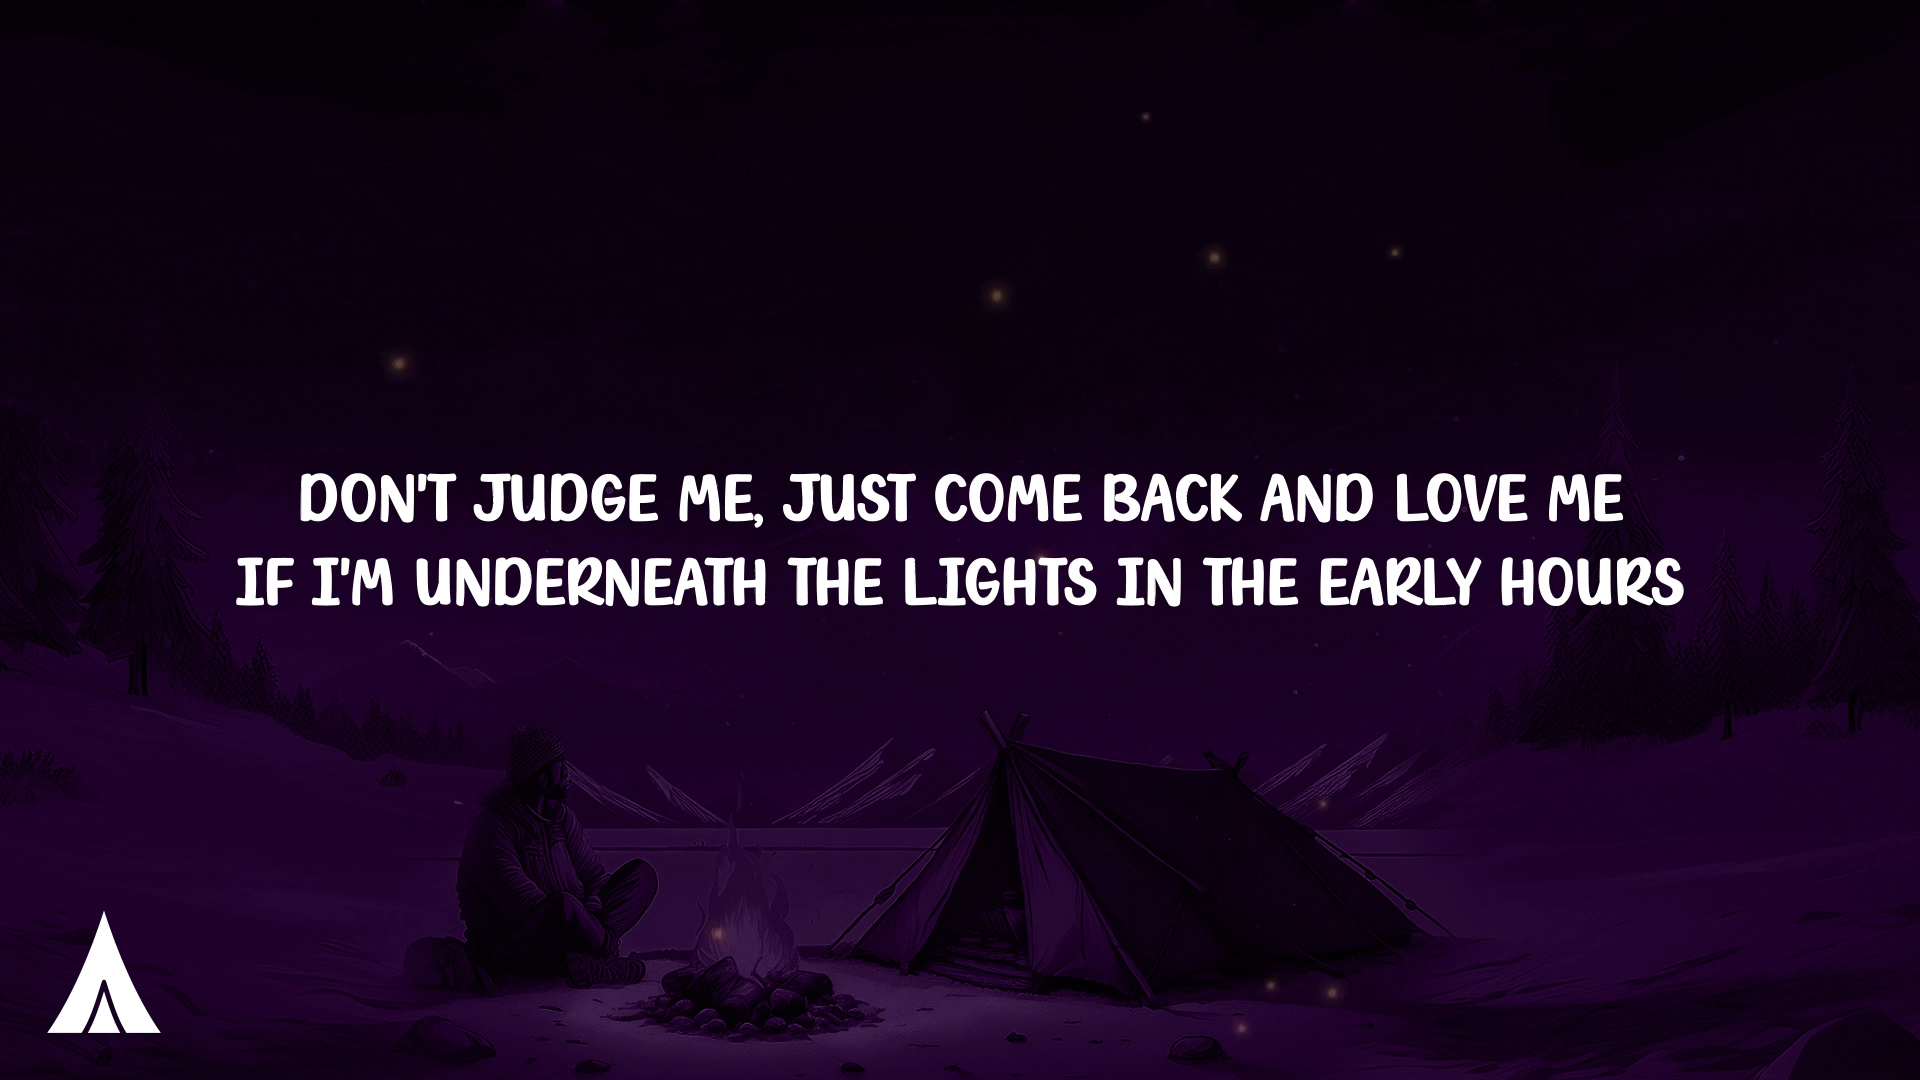 DON'T JUDGE ME, JUST COME BACK AND LOVE ME
IF I'M UNDERNEATH THE LIGHTS IN THE EARLY HOURS